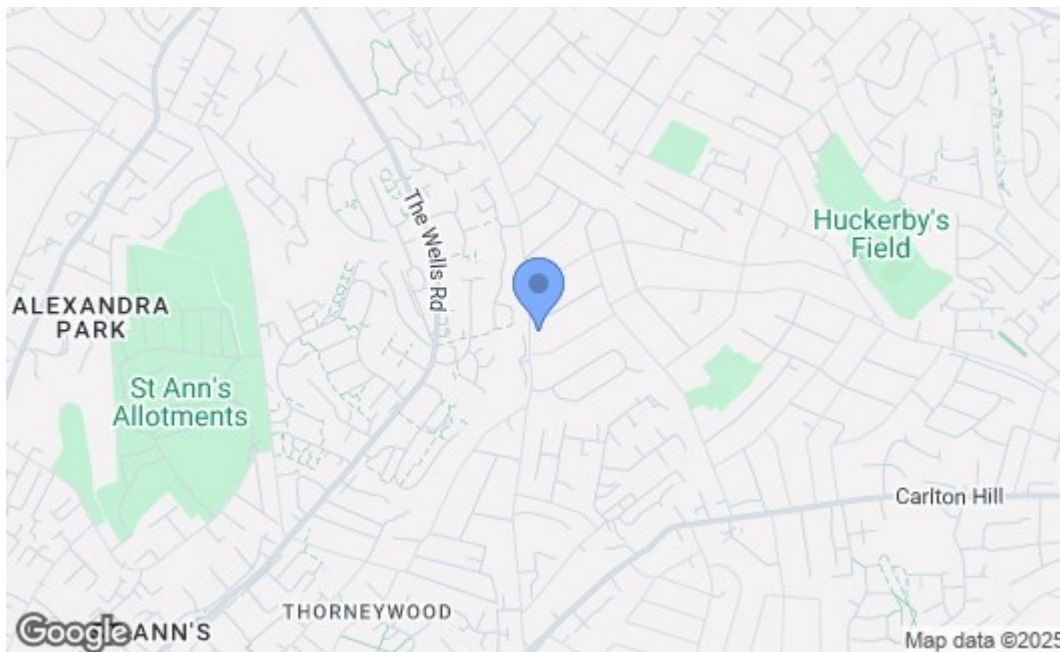 The Wells Rd
Huckerby's
Field
ALEXANDRA
PARK
St Ann's
Allotments
Carlton Hill
THORNEYWOOD
Google
ANN'S
Map data ©2025